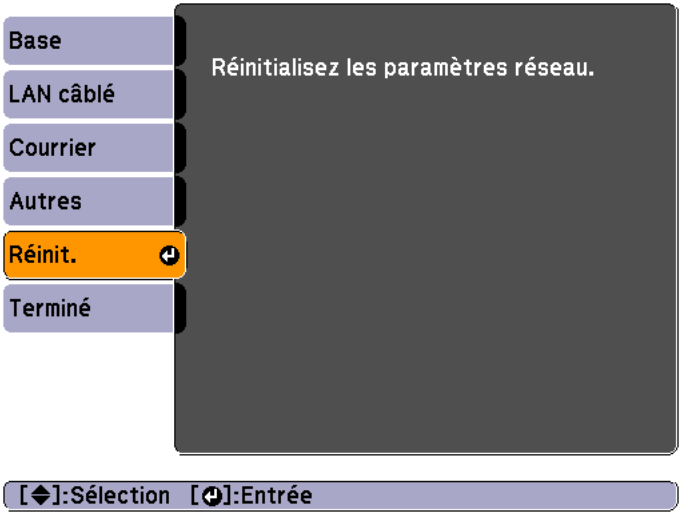 Base
LAN câblé
Courrier
Autres
Réinit.
Terminé
Réinitialisez les paramètres réseau.
[◆]:Sélection [⏎]:Entrée